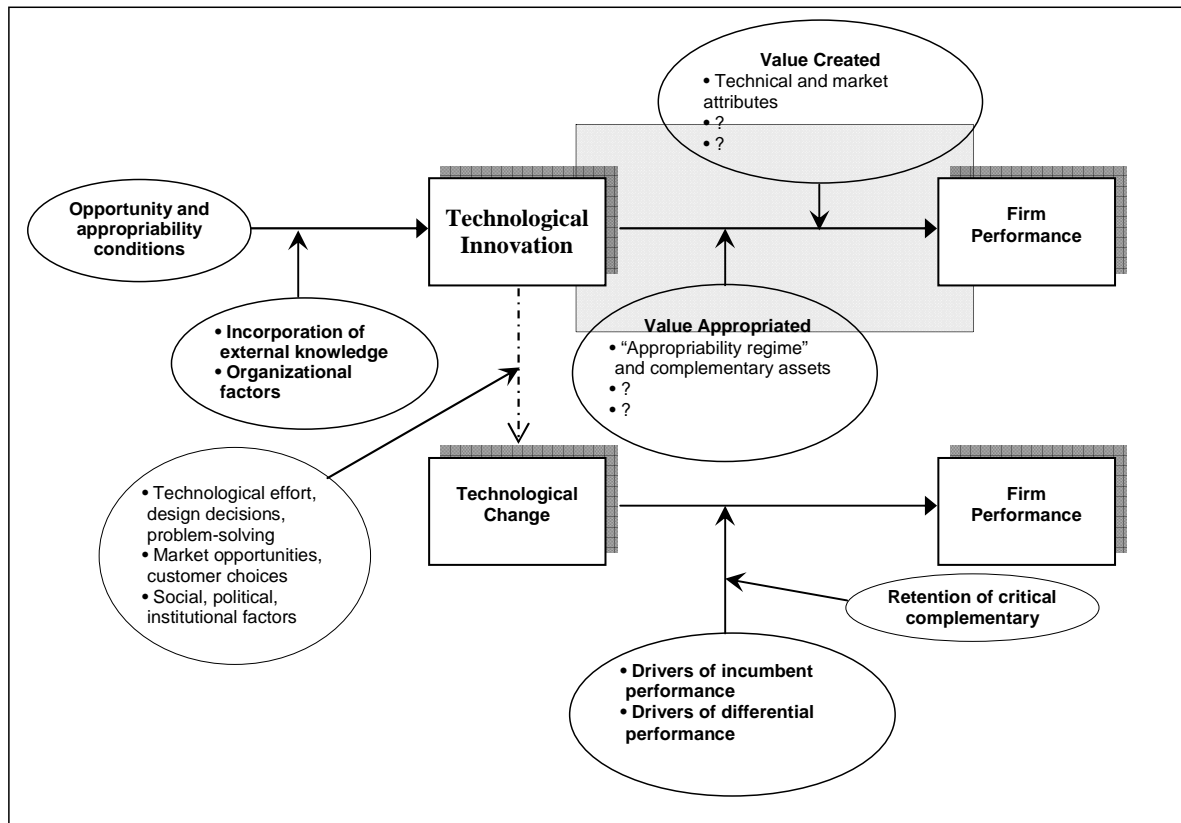 Value Created
• Technical and market
attributes
• ?
• ?
Opportunity and
appropriability
conditions
Technological
Innovation
Firm
Performance
• Incorporation of
external knowledge
• Organizational
factors
Value Appropriated
• “Appropriability regime”
and complementary assets
• ?
• ?
• Technological effort,
design decisions,
problem-solving
• Market opportunities,
customer choices
• Social, political,
institutional factors
Technological
Change
Firm
Performance
Retention of critical
complementary
• Drivers of incumbent
performance
• Drivers of differential
performance